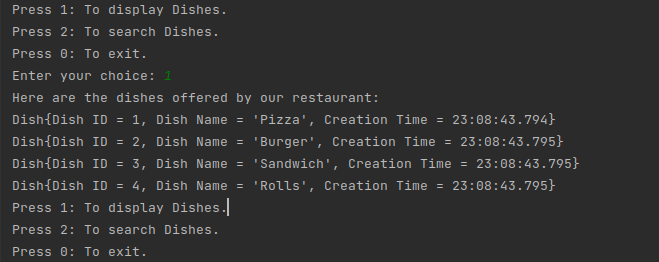 Press 1: To display Dishes.
Press 2: To search Dishes.
Press 0: To exit.
Enter your choice: 1
Here are the dishes offered by our restaurant:
Dish{Dish ID = 1, Dish Name = 'Pizza', Creation Time = 23:08:43.794}
Dish{Dish ID = 2, Dish Name = 'Burger', Creation Time = 23:08:43.795}
Dish{Dish ID = 3, Dish Name = 'Sandwich', Creation Time = 23:08:43.795}
Dish{Dish ID = 4, Dish Name = 'Rolls', Creation Time = 23:08:43.795}
Press 1: To display Dishes.
Press 2: To search Dishes.
Press 0: To exit.